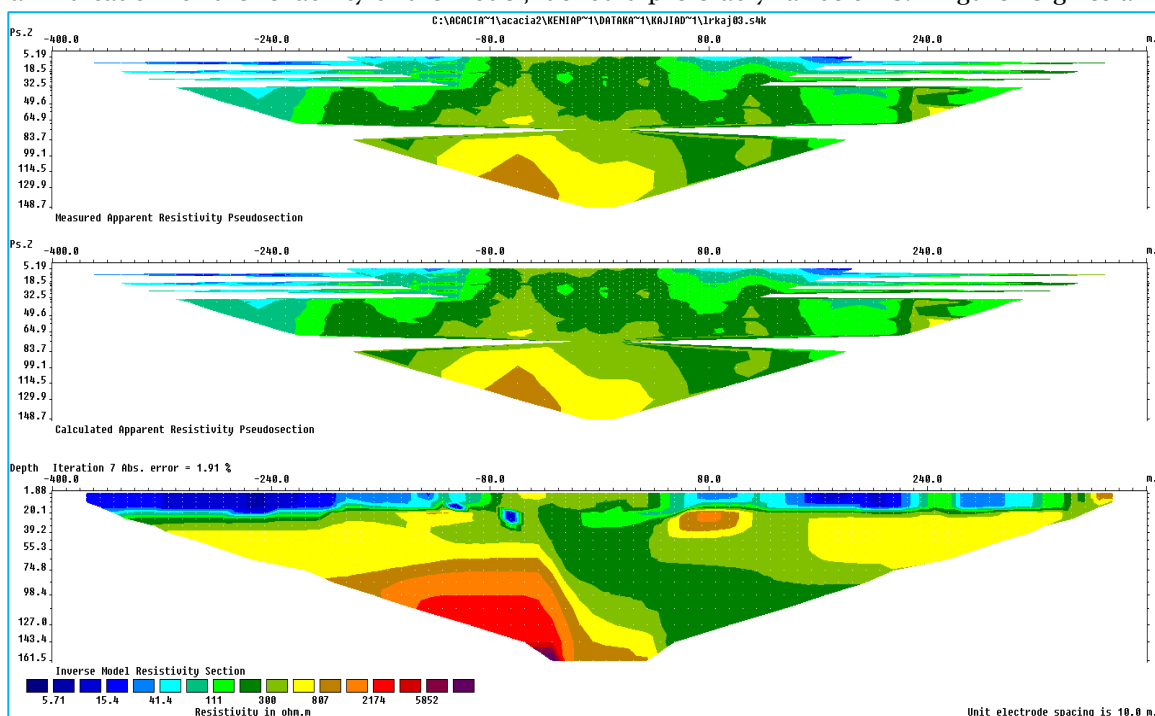 C:\ACACIA~1\acacia2\KENIAP~1\DATAKA~1\KAJIAD~1\lrkaj03.s4k
Ps.Z -400.0 -240.0 -80.0 80.0 240.0 m.
5.19
18.5
32.5
49.6
64.9
83.7
99.1
114.5
129.9
148.7
Measured Apparent Resistivity Pseudosection
Ps.Z -400.0 -240.0 -80.0 80.0 240.0 m.
5.19
18.5
32.5
49.6
64.9
83.7
99.1
114.5
129.9
148.7
Calculated Apparent Resistivity Pseudosection
Depth Iteration 7 Abs. error = 1.91 %
-400.0 -240.0 -80.0 80.0 240.0 m.
1.88
20.1
39.2
55.3
74.8
98.4
127.0
143.4
161.5
Inverse Model Resistivity Section
5.71 15.4 41.4 111 300 807 2174 5852
Resistivity in ohm.m
Unit electrode spacing is 10.0 m.